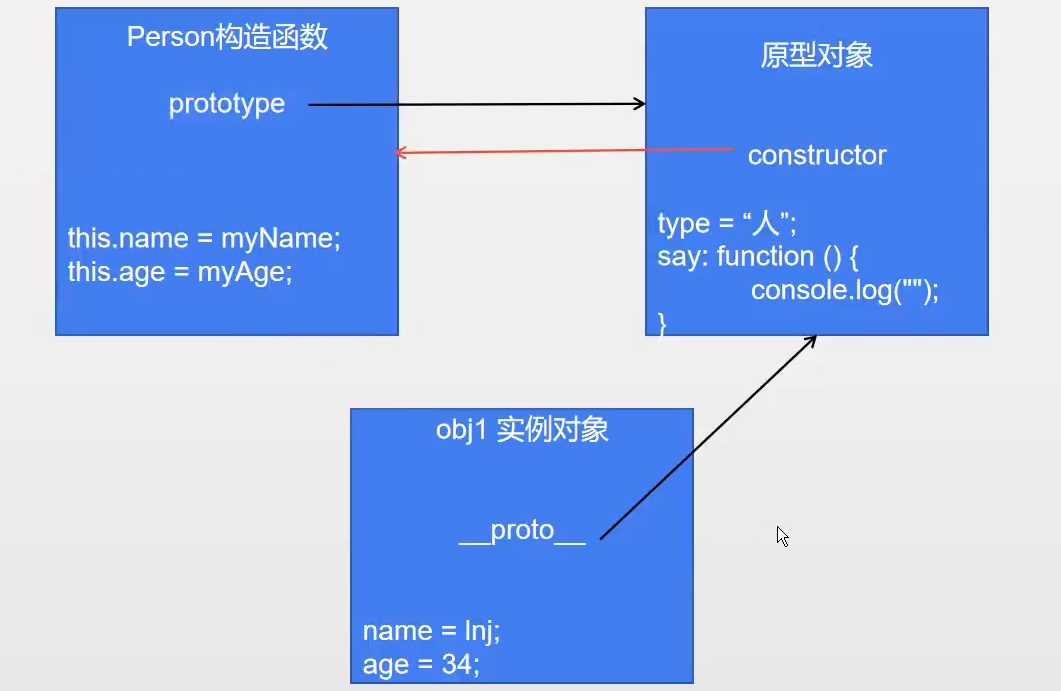 Person构造函数
prototype
this.name = myName;
this.age = myAge;
原型对象
constructor
type = “人”;
say: function () {
console.log("");
}
obj1 实例对象
__proto__
name = lnj;
age = 34;